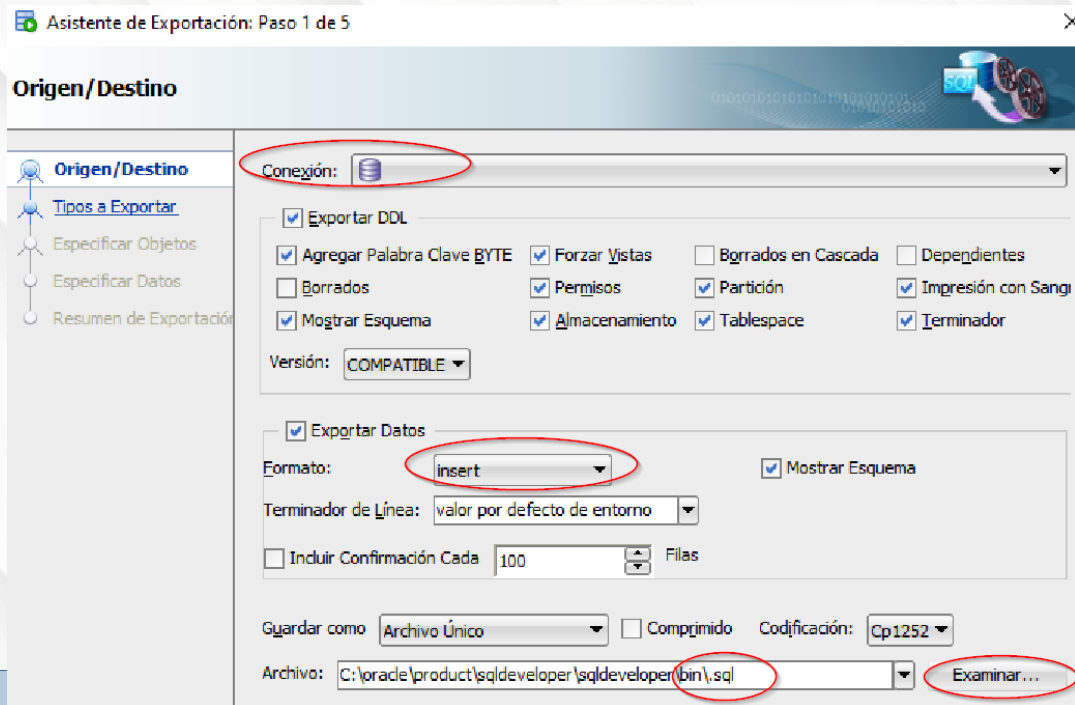 Asistente de Exportación: Paso 1 de 5
Origen/Destino
SQL
Origen/Destino
Tipos a Exportar
Especificar Objetos
Especificar Datos
Resumen de Exportación
Conexión:
Exportar DDL
Agregar Palabra Clave BYTE Forzar Vistas Borrados en Cascada Dependientes
Borrados Permisos Partición Impresión con Sangr
Mostrar Esquema Almacenamiento Tablespace Terminador
Versión: COMPATIBLE
Exportar Datos
Formato: insert Mostrar Esquema
Terminador de Línea: valor por defecto de entorno
Incluir Confirmación Cada 100 Filas
Guardar como Archivo Único Comprimido Codificación: Cp1252
Archivo: C:\oracle\product\sqldeveloper\sqldeveloper\bin\.sql Examinar...